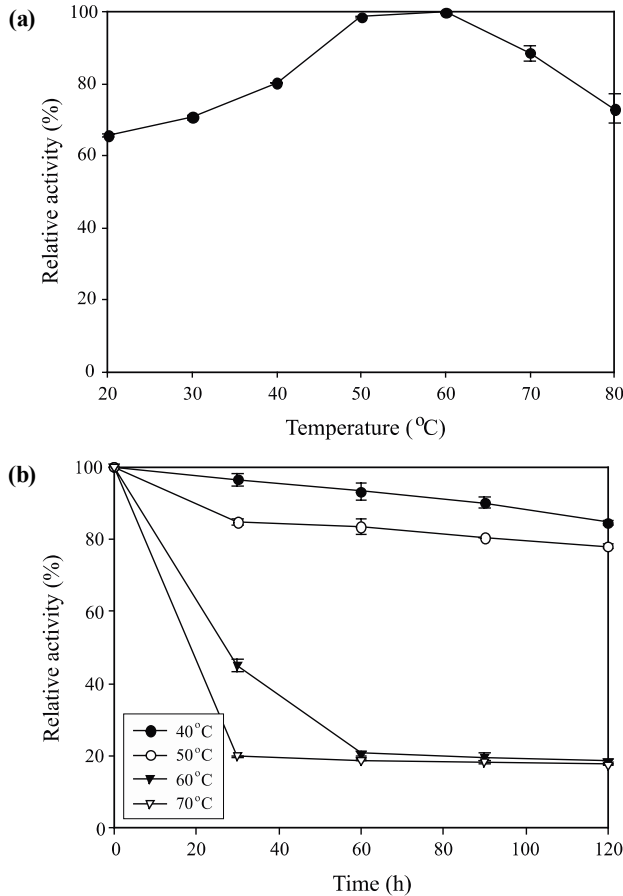 (a)
100
80
60
40
20
0
Relative activity (%)
20 30 40 50 60 70 80
Temperature (°C)
(b)
100
80
60
40
20
0
Relative activity (%)
40°C
50°C
60°C
70°C
0 20 40 60 80 100 120
Time (h)